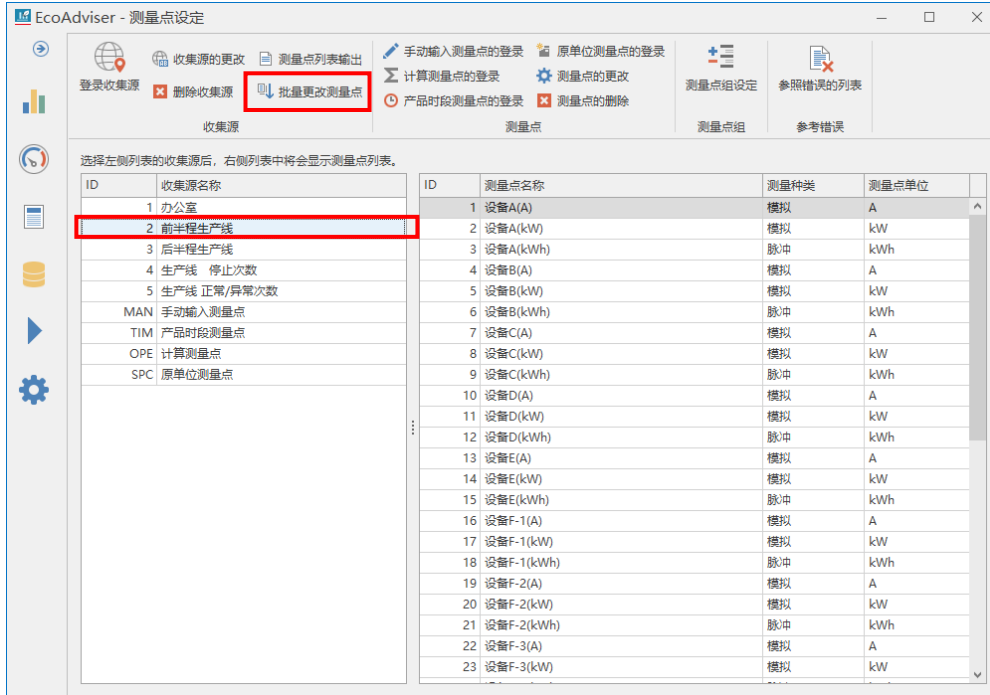 EcoAdviser - 测量点设定
登录收集源
收集源的更改
测量点列表输出
删除收集源
批量更改测量点
收集源
手动输入测量点的登录
原单位测量点的登录
计算测量点的登录
测量点的更改
产品时段测量点的登录
测量点的删除
测量点
测量点组设定
测量点组
参照错误的列表
参考错误
选择左侧列表的收集源后，右侧列表中将会显示测量点列表。
ID 收集源名称
1 办公室
2 前半程生产线
3 后半程生产线
4 生产线 停止次数
5 生产线 正常/异常次数
MAN 手动输入测量点
TIM 产品时段测量点
OPE 计算测量点
SPC 原单位测量点
ID 测量点名称 测量种类 测量点单位
1 设备A(A) 模拟 A
2 设备A(kW) 模拟 kW
3 设备A(kWh) 脉冲 kWh
4 设备B(A) 模拟 A
5 设备B(kW) 模拟 kW
6 设备B(kWh) 脉冲 kWh
7 设备C(A) 模拟 A
8 设备C(kW) 模拟 kW
9 设备C(kWh) 脉冲 kWh
10 设备D(A) 模拟 A
11 设备D(kW) 模拟 kW
12 设备D(kWh) 脉冲 kWh
13 设备E(A) 模拟 A
14 设备E(kW) 模拟 kW
15 设备E(kWh) 脉冲 kWh
16 设备F-1(A) 模拟 A
17 设备F-1(kW) 模拟 kW
18 设备F-1(kWh) 脉冲 kWh
19 设备F-2(A) 模拟 A
20 设备F-2(kW) 模拟 kW
21 设备F-2(kWh) 脉冲 kWh
22 设备F-3(A) 模拟 A
23 设备F-3(kW) 模拟 kW